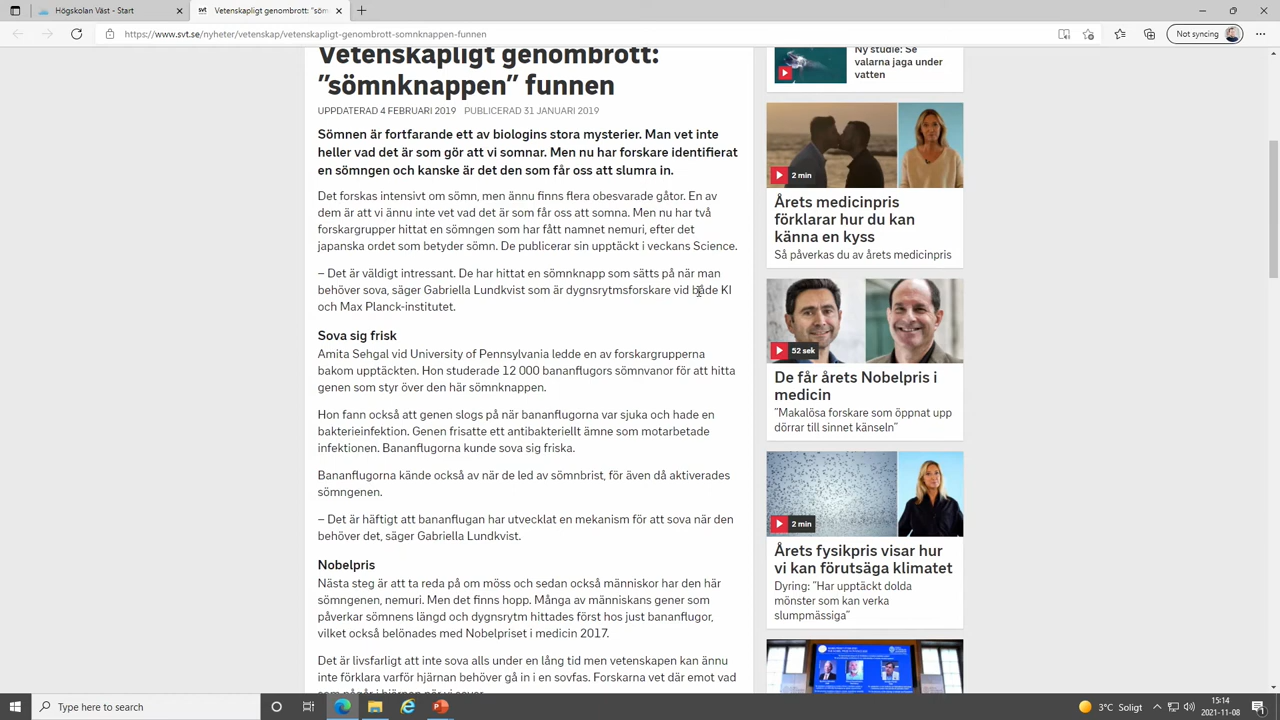 Högskolan Väst - Start
svt
Vetenskapligt genombrott: "söm
https://www.svt.se/nyheter/vetenskap/vetenskapligt-genombrott-somnknappen-funnen
Not syncing
Vetenskapligt genombrott:
”sömnknappen” funnen
UPPDATERAD 4 FEBRUARI 2019 PUBLICERAD 31 JANUARI 2019
Sömnen är fortfarande ett av biologins stora mysterier. Man vet inte
heller vad det är som gör att vi somnar. Men nu har forskare identifierat
en sömngen och kanske är det den som får oss att slumra in.
Det forskas intensivt om sömn, men ännu finns flera obesvarade gåtor. En av
dem är att vi ännu inte vet vad det är som får oss att somna. Men nu har två
forskargrupper hittat en sömngen som har fått namnet nemuri, efter det
japanska ordet som betyder sömn. De publicerar sin upptäckt i veckans Science.
– Det är väldigt intressant. De har hittat en sömnknapp som sätts på när man
behöver sova, säger Gabriella Lundkvist som är dygnsrytmsforskare vid både KI
och Max Planck-institutet.
Sova sig frisk
Amita Sehgal vid University of Pennsylvania ledde en av forskargrupperna
bakom upptäckten. Hon studerade 12 000 bananflugors sömnvanor för att hitta
genen som styr över den här sömnknappen.
Hon fann också att genen slogs på när bananflugorna var sjuka och hade en
bakterieinfektion. Genen frisatte ett antibakteriellt ämne som motarbetade
infektionen. Bananflugorna kunde sova sig friska.
Bananflugorna kände också av när de led av sömnbrist, för även då aktiverades
sömngenen.
– Det är häftigt att bananflugan har utvecklat en mekanism för att sova när den
behöver det, säger Gabriella Lundkvist.
Nobelpris
Nästa steg är att ta reda på om möss och sedan också människor har den här
sömngenen, nemuri. Men det finns hopp. Många av människans gener som
påverkar sömnens längd och dygnsrytm hittades först hos just bananflugor,
vilket också belönades med Nobelpriset i medicin 2017.
Det är livsfarligt att inte sova alls under en lång tid men vetenskapen kan ännu
inte förklara varför hjärnan behöver gå in i en sovfas. Forskarna vet där emot vad
Ny studie: Se
valarna jaga under
vatten
2 min
Årets medicinpris
förklarar hur du kan
känna en kyss
Så påverkas du av årets medicinpris
52 sek
De får årets Nobelpris i
medicin
”Makalösa forskare som öppnat upp
dörrar till sinnet känseln”
2 min
Årets fysikpris visar hur
vi kan förutsäga klimatet
Dyring: ”Har upptäckt dolda
mönster som kan verka
slumpmässiga”
Type here to search
3°C Soligt
15:14
2021-11-08